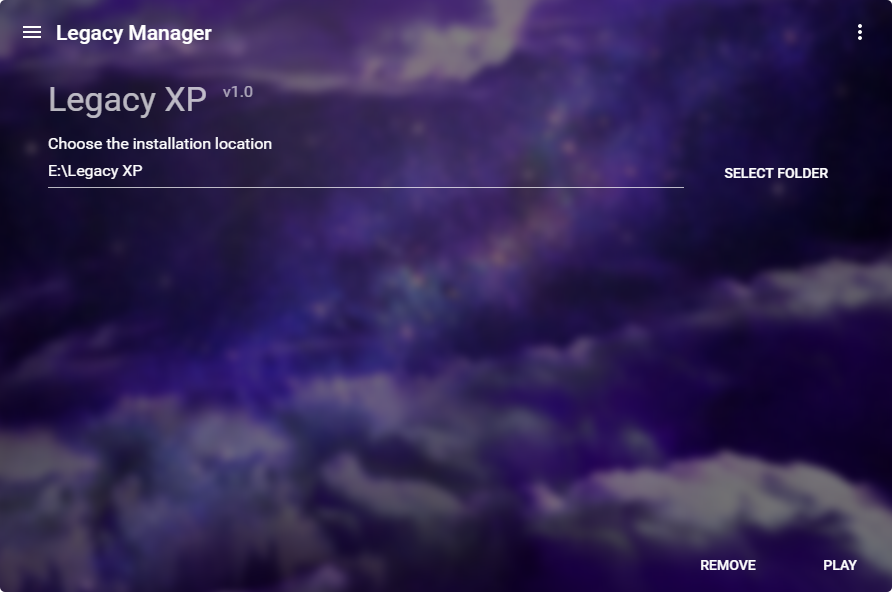 Legacy Manager
Legacy XP v1.0
Choose the installation location
E:\Legacy XP
SELECT FOLDER
REMOVE PLAY